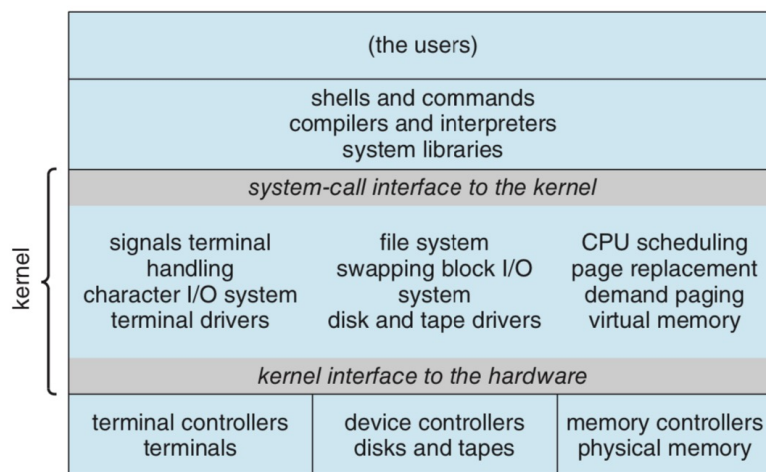 (the users)
shells and commands
compilers and interpreters
system libraries
kernel
system-call interface to the kernel
signals terminal
handling
character I/O system
terminal drivers
file system
swapping block I/O
system
disk and tape drivers
CPU scheduling
page replacement
demand paging
virtual memory
kernel interface to the hardware
terminal controllers
terminals
device controllers
disks and tapes
memory controllers
physical memory